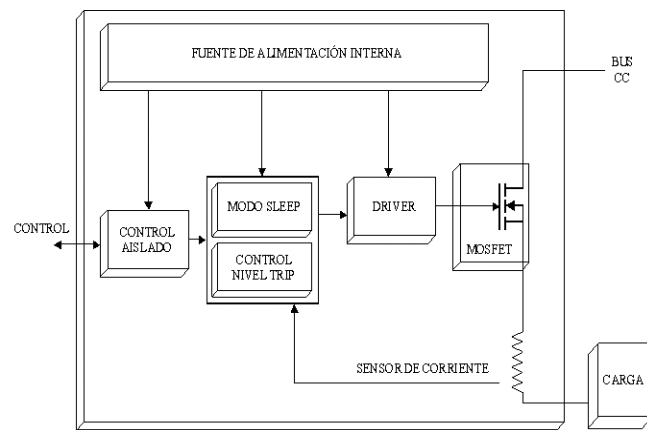 FUENTE DE ALIMENTACIÓN INTERNA
BUS
CC
MODO SLEEP
DRIVER
CONTROL
CONTROL
AISLADO
CONTROL
NIVEL TRIP
MOSFET
SENSOR DE CORRIENTE
CARGA